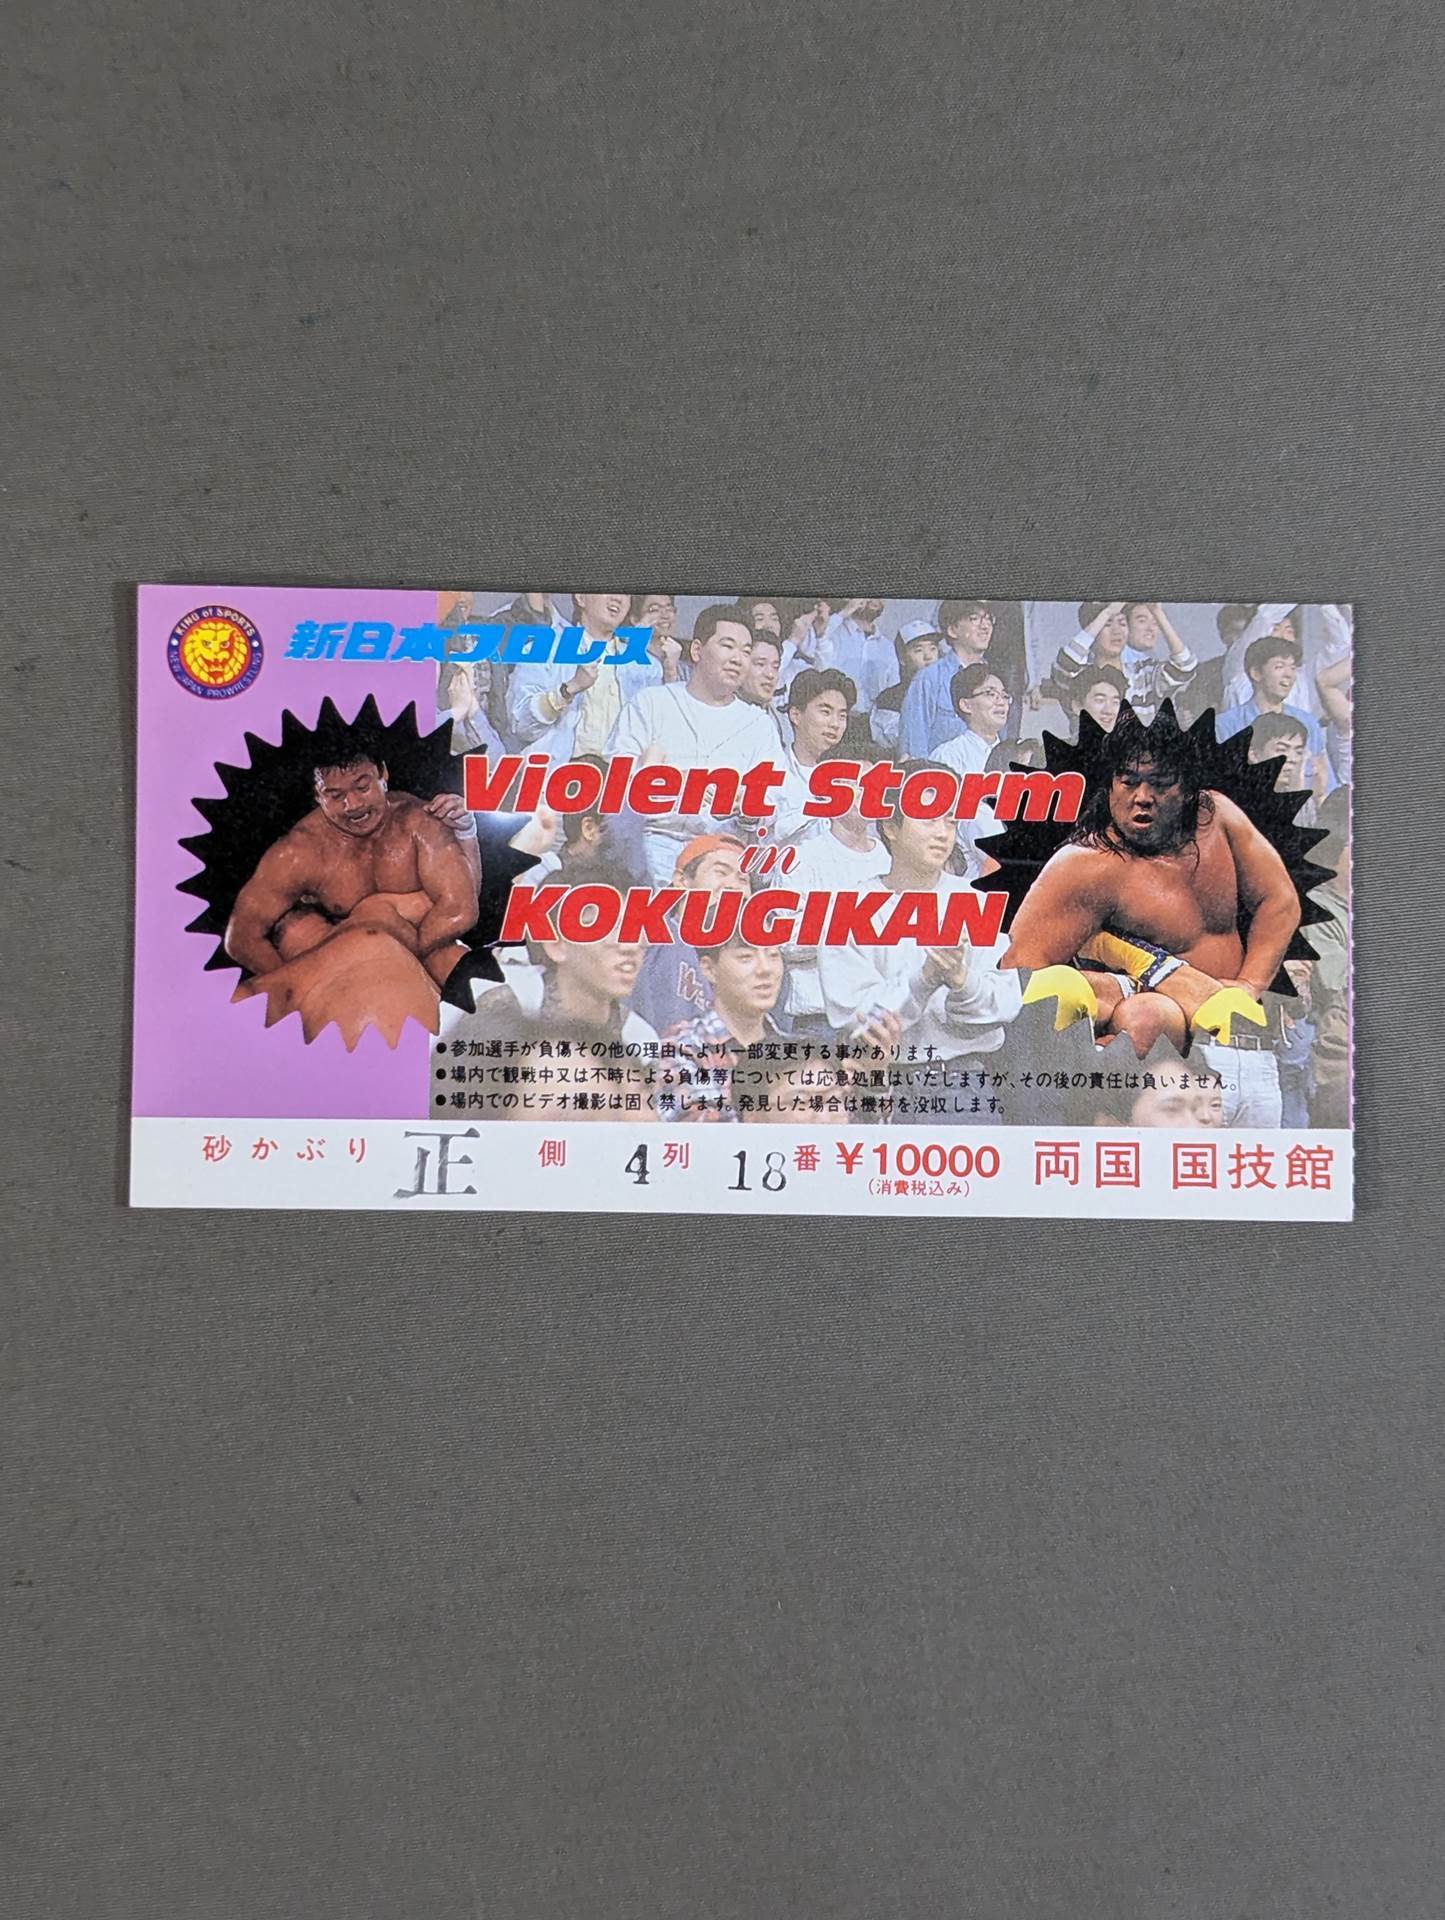 KING of SPORTS
NEW JAPAN PROWRESTLING
新日本プロレス
Violent Storm
in
KOKUGIKAN
●参加選手が負傷その他の理由により一部変更する事があります。
●場内で観戦中又は不時による負傷等については応急処置はいたしますが、その後の責任は負いません。
●場内でのビデオ撮影は固く禁じます。発見した場合は機材を没収します。
砂かぶり 正 側 4 列 18 番 ¥10000 両国 国技館
(消費税込み)